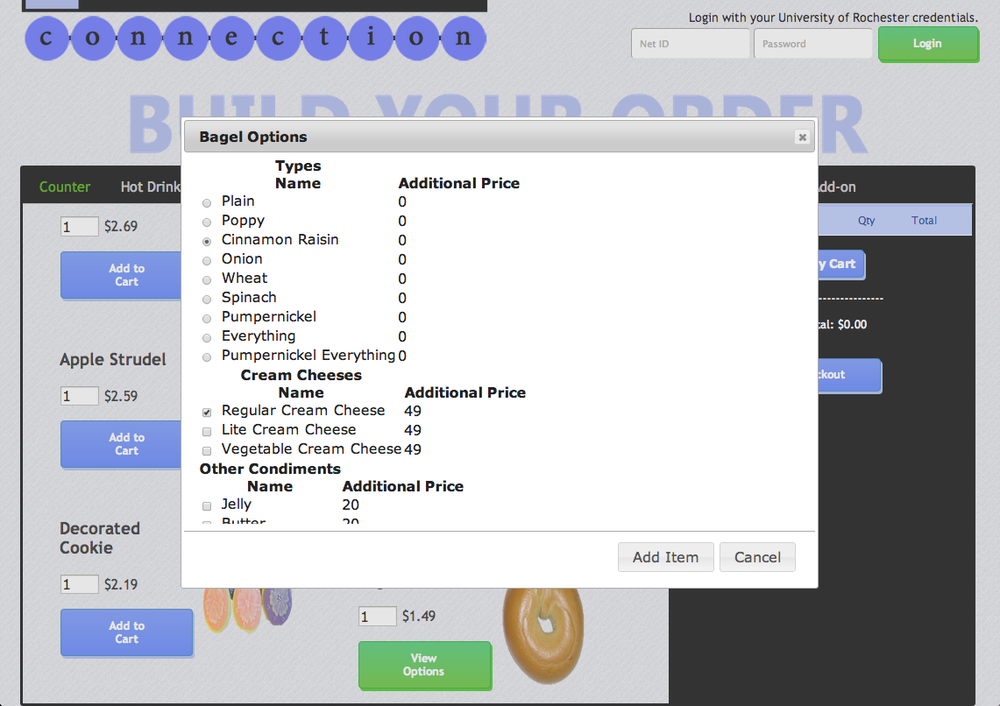 connection
Login with your University of Rochester credentials.
Net ID
Password
Login
BUILD YOUR ORDER
Bagel Options
Types
Name Additional Price
Plain 0
Poppy 0
Cinnamon Raisin 0
Onion 0
Wheat 0
Spinach 0
Pumpernickel 0
Everything 0
Pumpernickel Everything 0
Cream Cheeses
Name Additional Price
Regular Cream Cheese 49
Lite Cream Cheese 49
Vegetable Cream Cheese 49
Other Condiments
Name Additional Price
Jelly 20
Butter 20
Add Item
Cancel
Counter
Hot Drink
dd-on
1 $2.69
Add to
Cart
Apple Strudel
1 $2.59
Add to
Cart
Decorated
Cookie
1 $2.19
Add to
Cart
1 $1.49
View
Options
Qty Total
y Cart
----------------
tal: $0.00
ckout